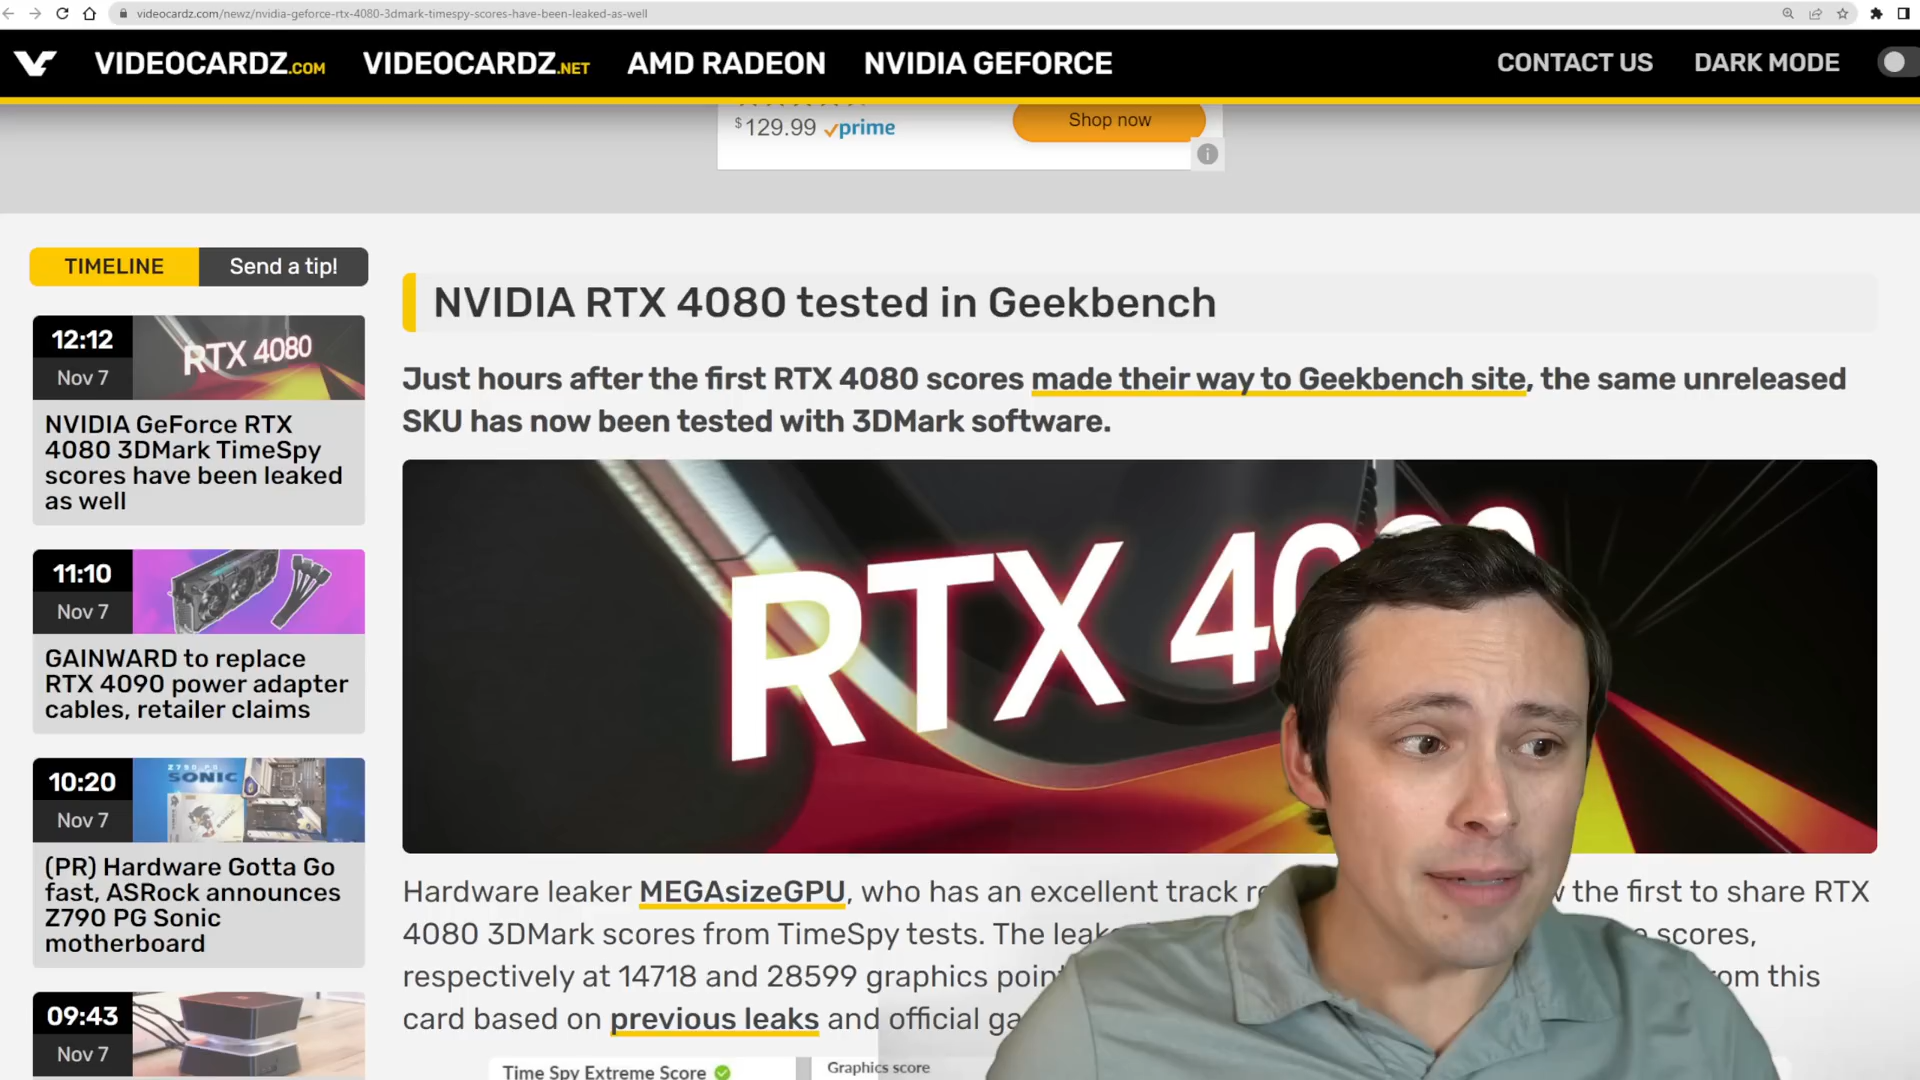 videocardz.com/newz/nvidia-geforce-rtx-4080-3dmark-timespy-scores-have-been-leaked-as-well
VIDEOCARDZ.COM
VIDEOCARDZ.NET
AMD RADEON
NVIDIA GEFORCE
CONTACT US
DARK MODE
$129.99 prime
Shop now
TIMELINE
Send a tip!
12:12
Nov 7
RTX 4080
NVIDIA GeForce RTX
4080 3DMark TimeSpy
scores have been leaked
as well
11:10
Nov 7
GAINWARD to replace
RTX 4090 power adapter
cables, retailer claims
10:20
Nov 7
Z790 PG
SONIC
(PR) Hardware Gotta Go
fast, ASRock announces
Z790 PG Sonic
motherboard
09:43
Nov 7
NVIDIA RTX 4080 tested in Geekbench
Just hours after the first RTX 4080 scores made their way to Geekbench site, the same unreleased
SKU has now been tested with 3DMark software.
RTX 40
Hardware leaker MEGAsizeGPU, who has an excellent track the first to share RTX
4080 3DMark scores from TimeSpy tests. The scores,
respectively at 14718 and 28599 graphics from this
card based on previous leaks and official
Time Spy Extreme Score
Graphics score